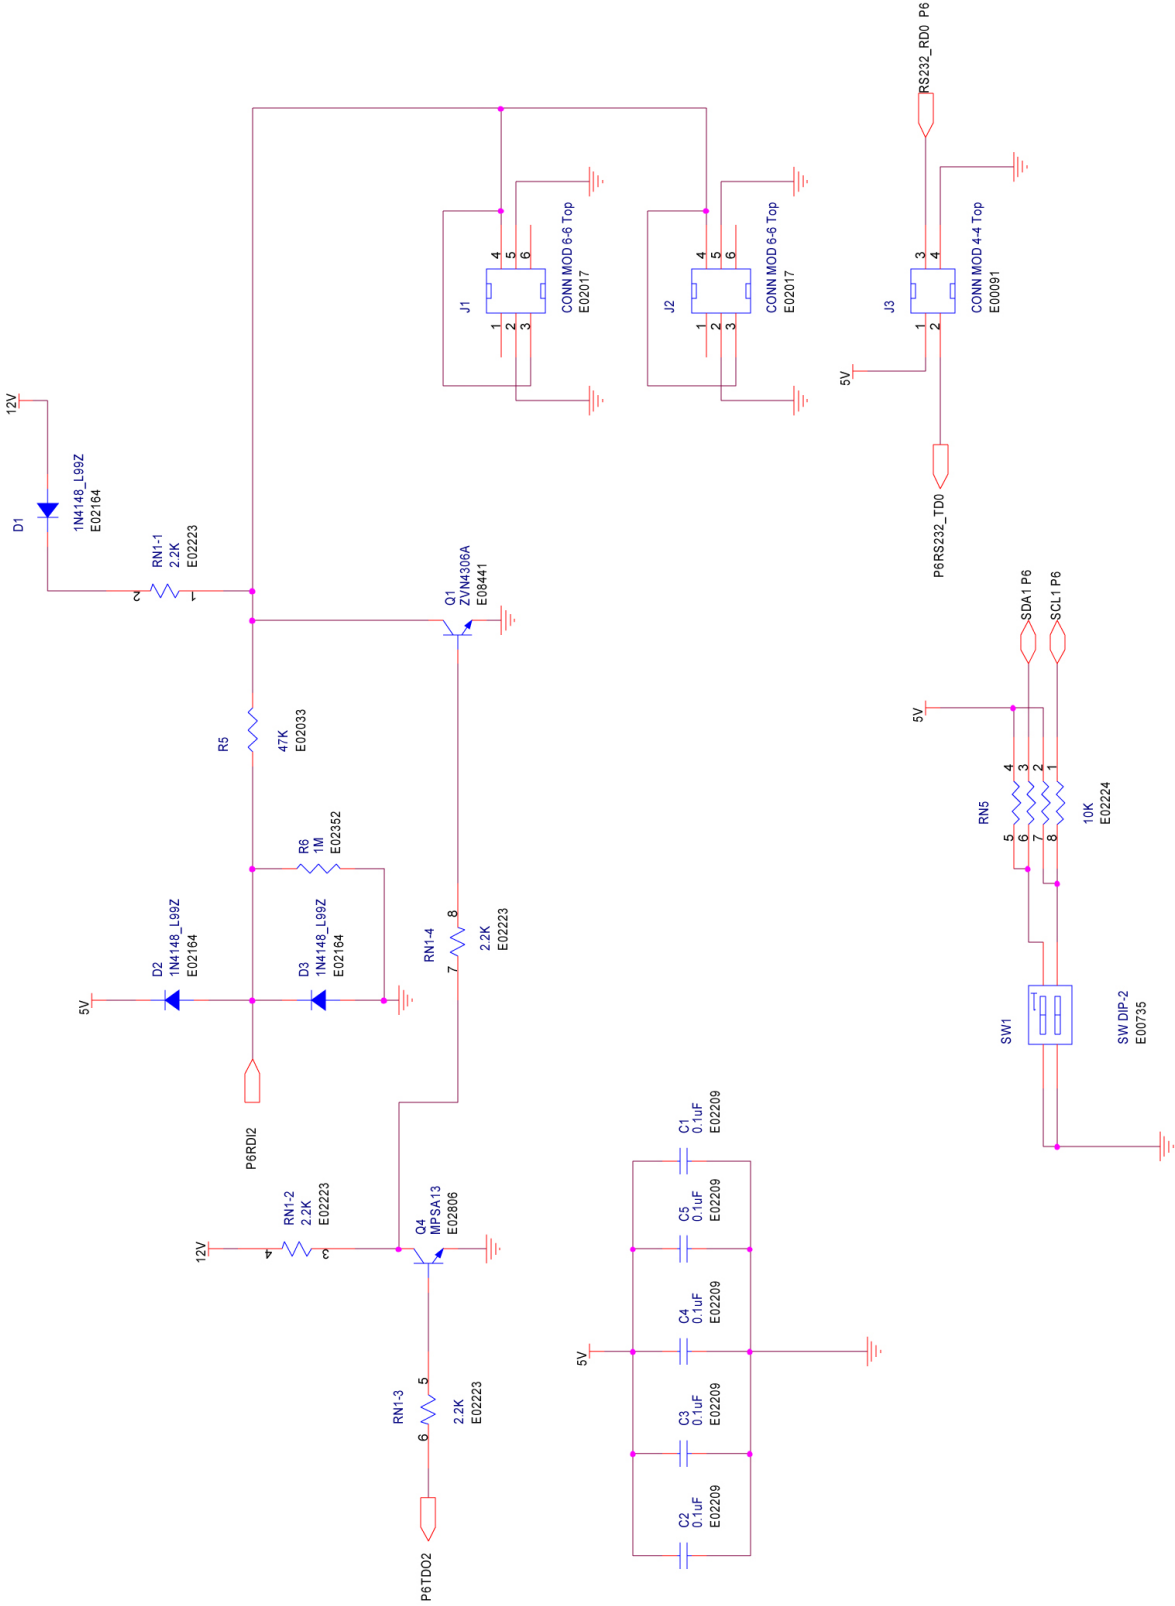 12V
D1
1N4148_L99Z
E02164
RN1-1
2.2K
E02223
2
1
5V
D2
1N4148_L99Z
E02164
D3
1N4148_L99Z
E02164
R6
1M
E02352
R5
47K
E02033
P6RDI2
Q1
ZVN4306A
E08441
RN1-4
2.2K
E02223
7
8
12V
RN1-2
2.2K
E02223
4
3
Q4
MPSA13
E02806
RN1-3
2.2K
E02223
6
5
P6TDO2
J1
CONN MOD 6-6 Top
E02017
1
2
3
4
5
6
J2
CONN MOD 6-6 Top
E02017
1
2
3
4
5
6
J3
CONN MOD 4-4 Top
E00091
1
2
3
4
5V
RS232_RD0 P6
P6RS232_TD0
5V
C2
0.1uF
E02209
C3
0.1uF
E02209
C4
0.1uF
E02209
C5
0.1uF
E02209
C1
0.1uF
E02209
5V
SDA1 P6
SCL1 P6
RN5
10K
E02224
5
6
7
8
4
3
2
1
SW1
SW DIP-2
E00735